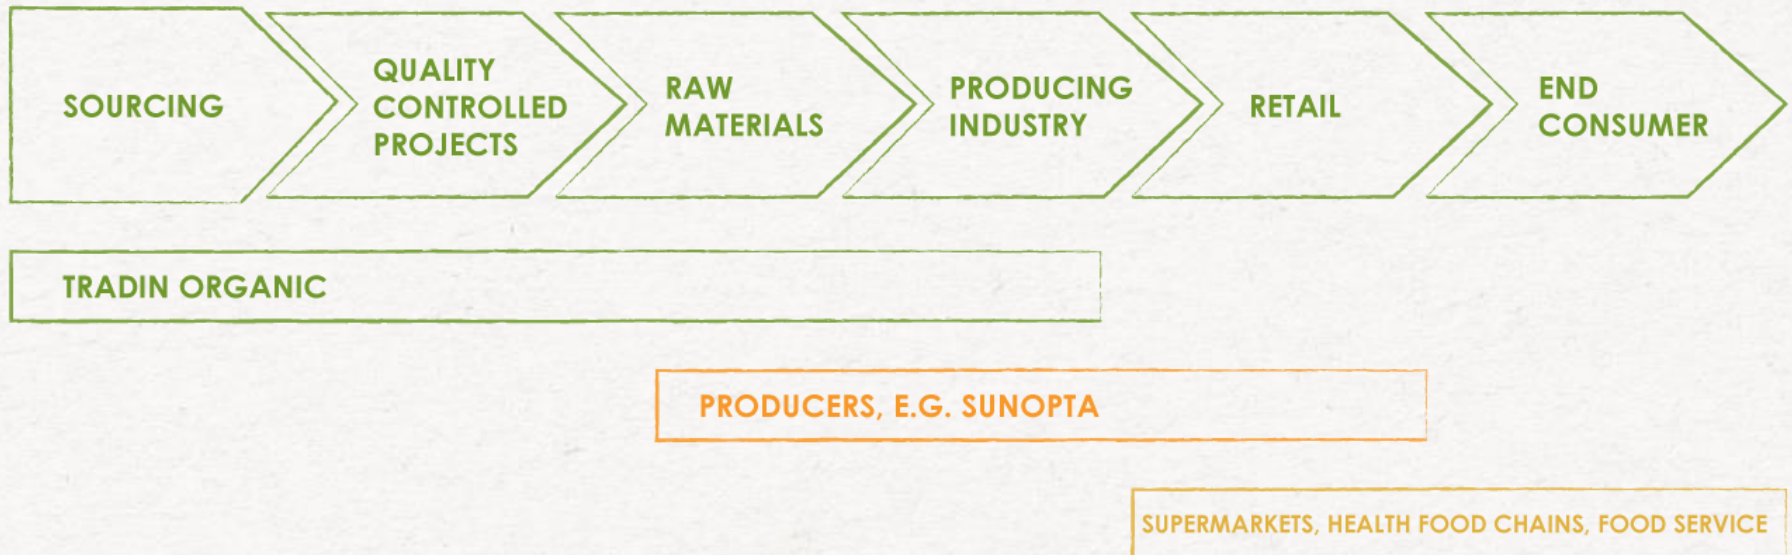 SOURCING
QUALITY
CONTROLLED
PROJECTS
RAW
MATERIALS
PRODUCING
INDUSTRY
RETAIL
END
CONSUMER
TRADIN ORGANIC
PRODUCERS, E.G. SUNOPTA
SUPERMARKETS, HEALTH FOOD CHAINS, FOOD SERVICE